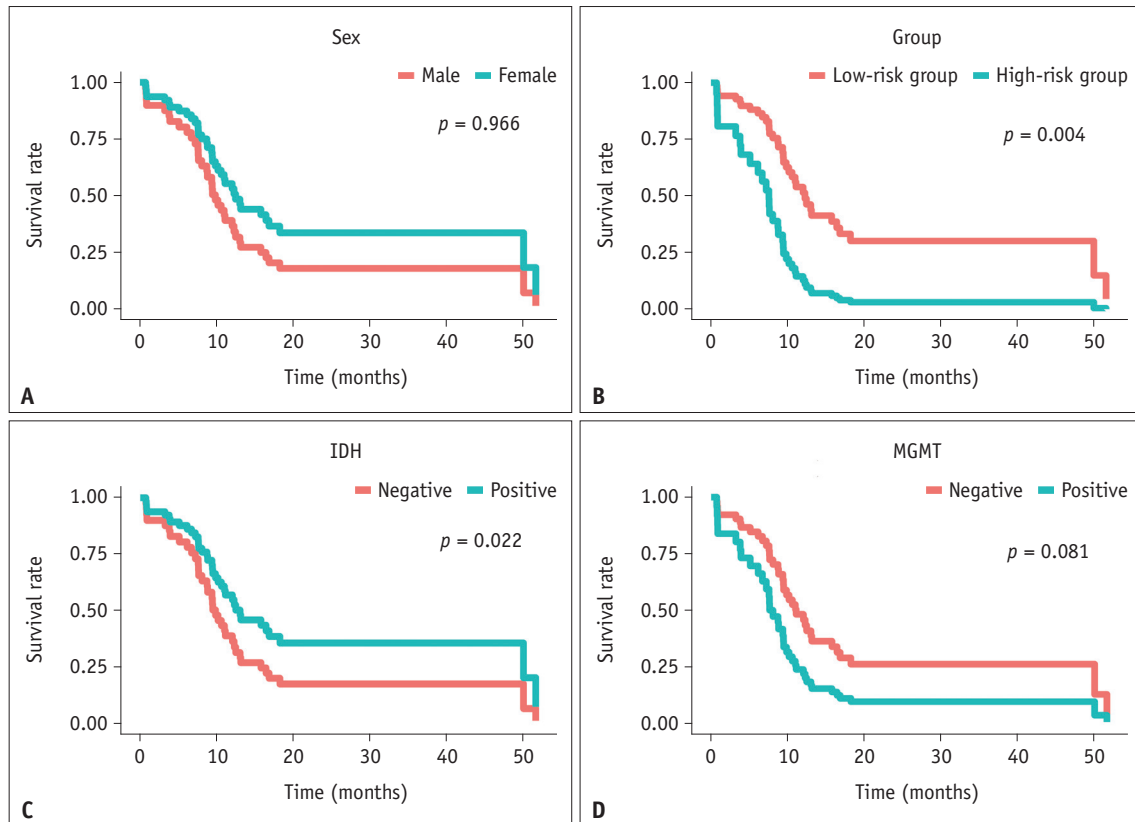 Sex
Male Female
p = 0.966
1.00
0.75
0.50
0.25
0.00
Survival rate
0 10 20 30 40 50
Time (months)
A
Group
Low-risk group High-risk group
p = 0.004
1.00
0.75
0.50
0.25
0.00
Survival rate
0 10 20 30 40 50
Time (months)
B
IDH
Negative Positive
p = 0.022
1.00
0.75
0.50
0.25
0.00
Survival rate
0 10 20 30 40 50
Time (months)
C
MGMT
Negative Positive
p = 0.081
1.00
0.75
0.50
0.25
0.00
Survival rate
0 10 20 30 40 50
Time (months)
D